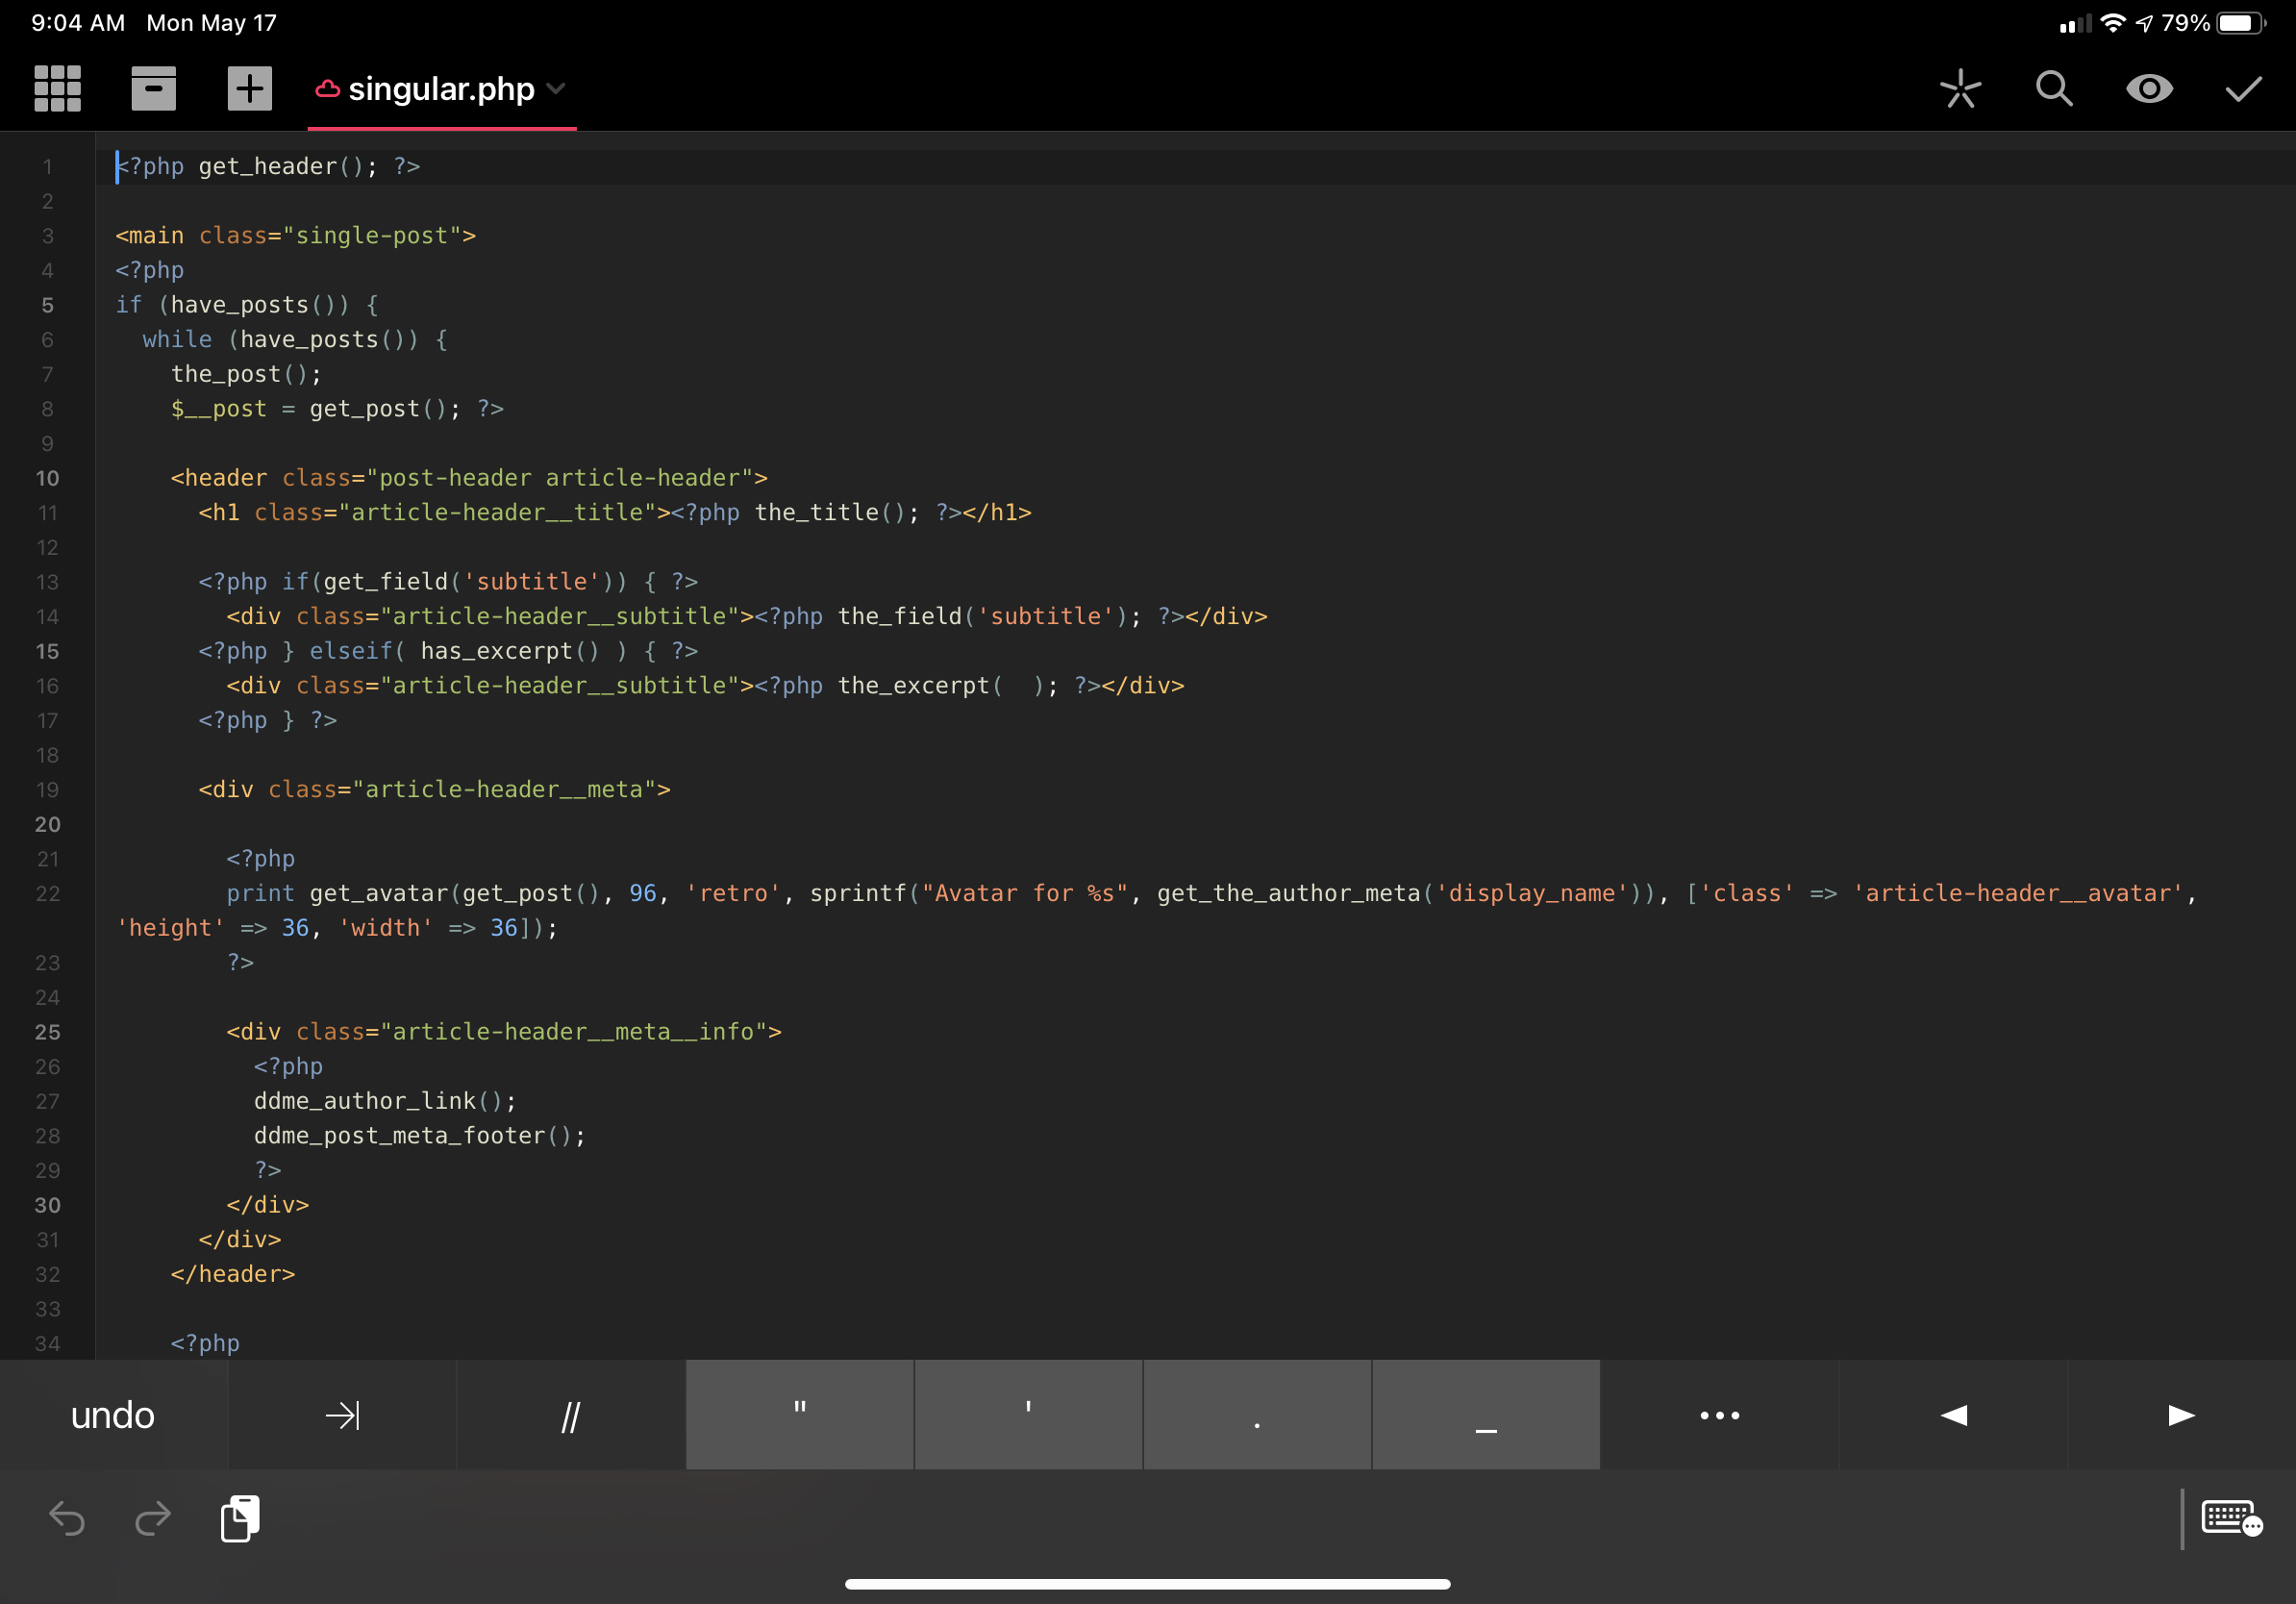 9:04 AM Mon May 17
79%
singular.php
1 <?php get_header(); ?>
2
3 <main class="single-post">
4 <?php
5 if (have_posts()) {
6   while (have_posts()) {
7     the_post();
8     $__post = get_post(); ?>
9
10     <header class="post-header article-header">
11       <h1 class="article-header__title"><?php the_title(); ?></h1>
12
13       <?php if(get_field('subtitle')) { ?>
14         <div class="article-header__subtitle"><?php the_field('subtitle'); ?></div>
15       <?php } elseif( has_excerpt() ) { ?>
16         <div class="article-header__subtitle"><?php the_excerpt(  ); ?></div>
17       <?php } ?>
18
19       <div class="article-header__meta">
20
21         <?php
22         print get_avatar(get_post(), 96, 'retro', sprintf("Avatar for %s", get_the_author_meta('display_name')), ['class' => 'article-header__avatar',
'height' => 36, 'width' => 36]);
23         ?>
24
25         <div class="article-header__meta__info">
26           <?php
27           ddme_author_link();
28           ddme_post_meta_footer();
29           ?>
30         </div>
31       </div>
32     </header>
33
34     <?php
undo // " ' . _ •••